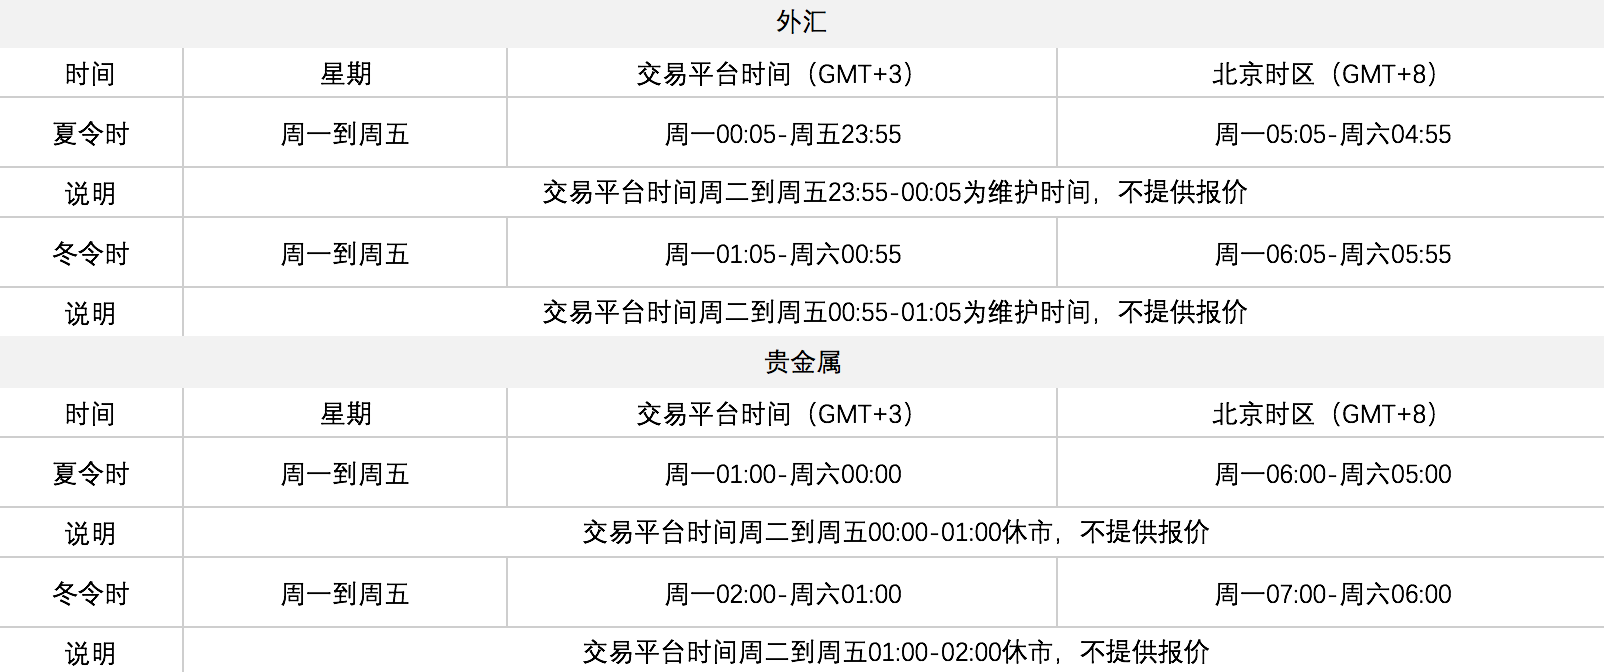 外汇
时间 星期 交易平台时间（GMT+3） 北京时区（GMT+8）
夏令时 周一到周五 周一00:05-周五23:55 周一05:05-周六04:55
说明 交易平台时间周二到周五23:55-00:05为维护时间，不提供报价
冬令时 周一到周五 周一01:05-周六00:55 周一06:05-周六05:55
说明 交易平台时间周二到周五00:55-01:05为维护时间，不提供报价
贵金属
时间 星期 交易平台时间（GMT+3） 北京时区（GMT+8）
夏令时 周一到周五 周一01:00-周六00:00 周一06:00-周六05:00
说明 交易平台时间周二到周五00:00-01:00休市，不提供报价
冬令时 周一到周五 周一02:00-周六01:00 周一07:00-周六06:00
说明 交易平台时间周二到周五01:00-02:00休市，不提供报价